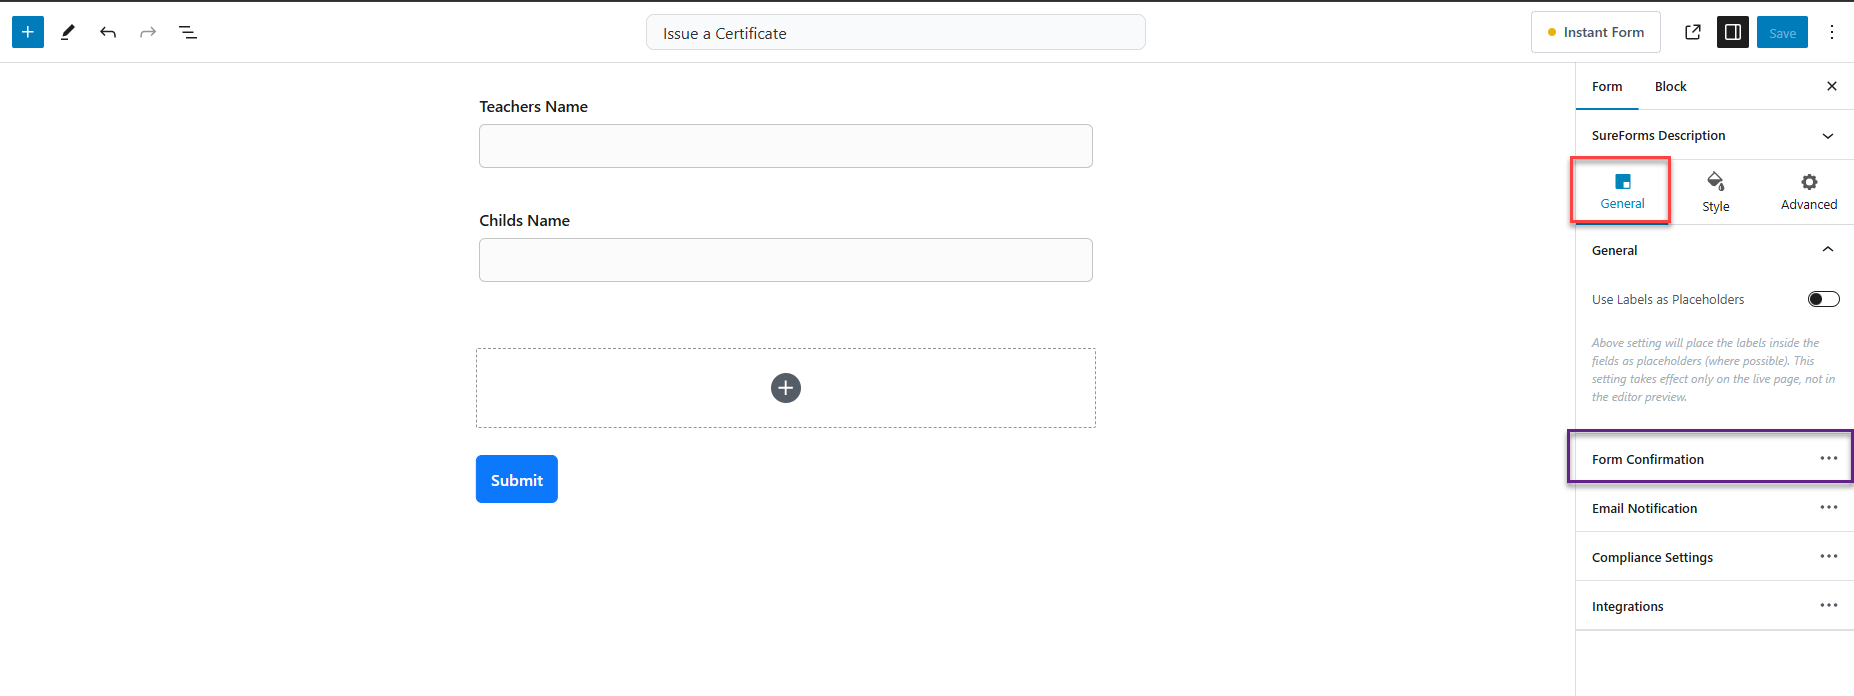 Issue a Certificate
Instant Form
Save
Teachers Name
Childs Name
Submit
Form Block
SureForms Description
General Style Advanced
General
Use Labels as Placeholders
Above setting will place the labels inside the
fields as placeholders (where possible). This
setting takes effect only on the live page, not in
the editor preview.
Form Confirmation
Email Notification
Compliance Settings
Integrations